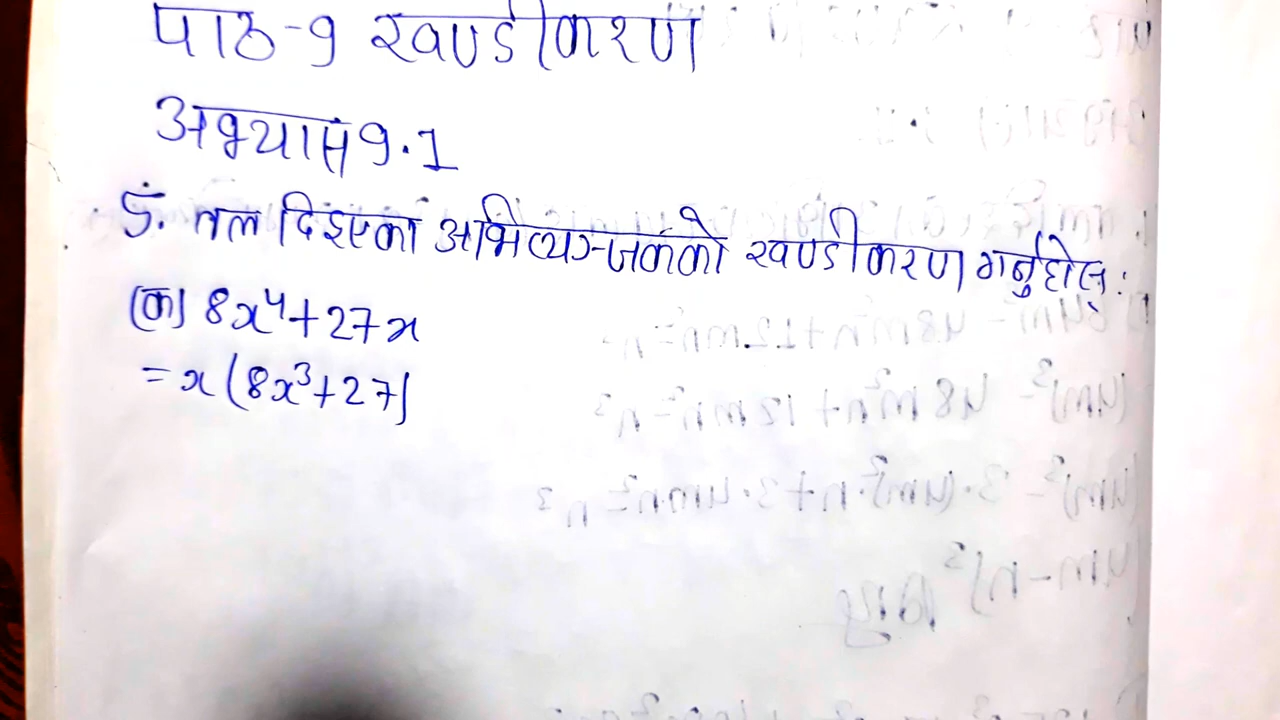 पाठ-9 खण्डीकरण
अभ्यास 9.1
5. तल दिइएका अभिव्यञ्जकको खण्डीकरण गर्नुहोस् :
(क) 8x⁴+27x
= x(8x³+27)